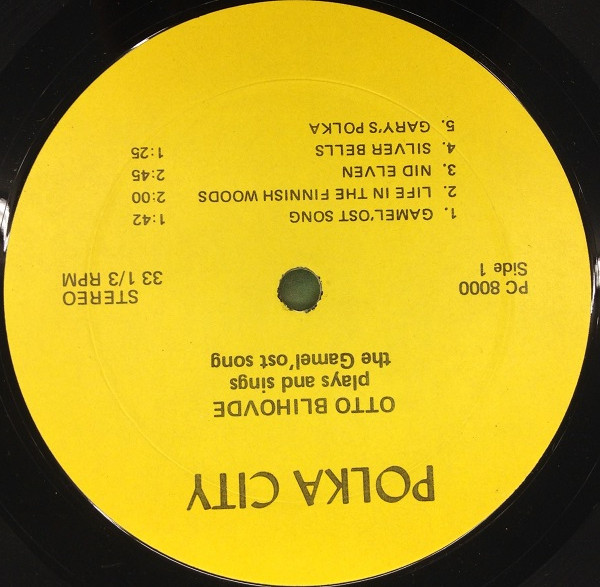 POLKA CITY
OTTO BLIHOVDE
plays and sings
the Gamel'ost song
PC 8000
Side 1
STEREO
33 1/3 RPM
1. GAMEL'OST SONG 1:42
2. LIFE IN THE FINNISH WOODS 2:00
3. NID ELVEN 2:45
4. SILVER BELLS 1:25
5. GARY'S POLKA